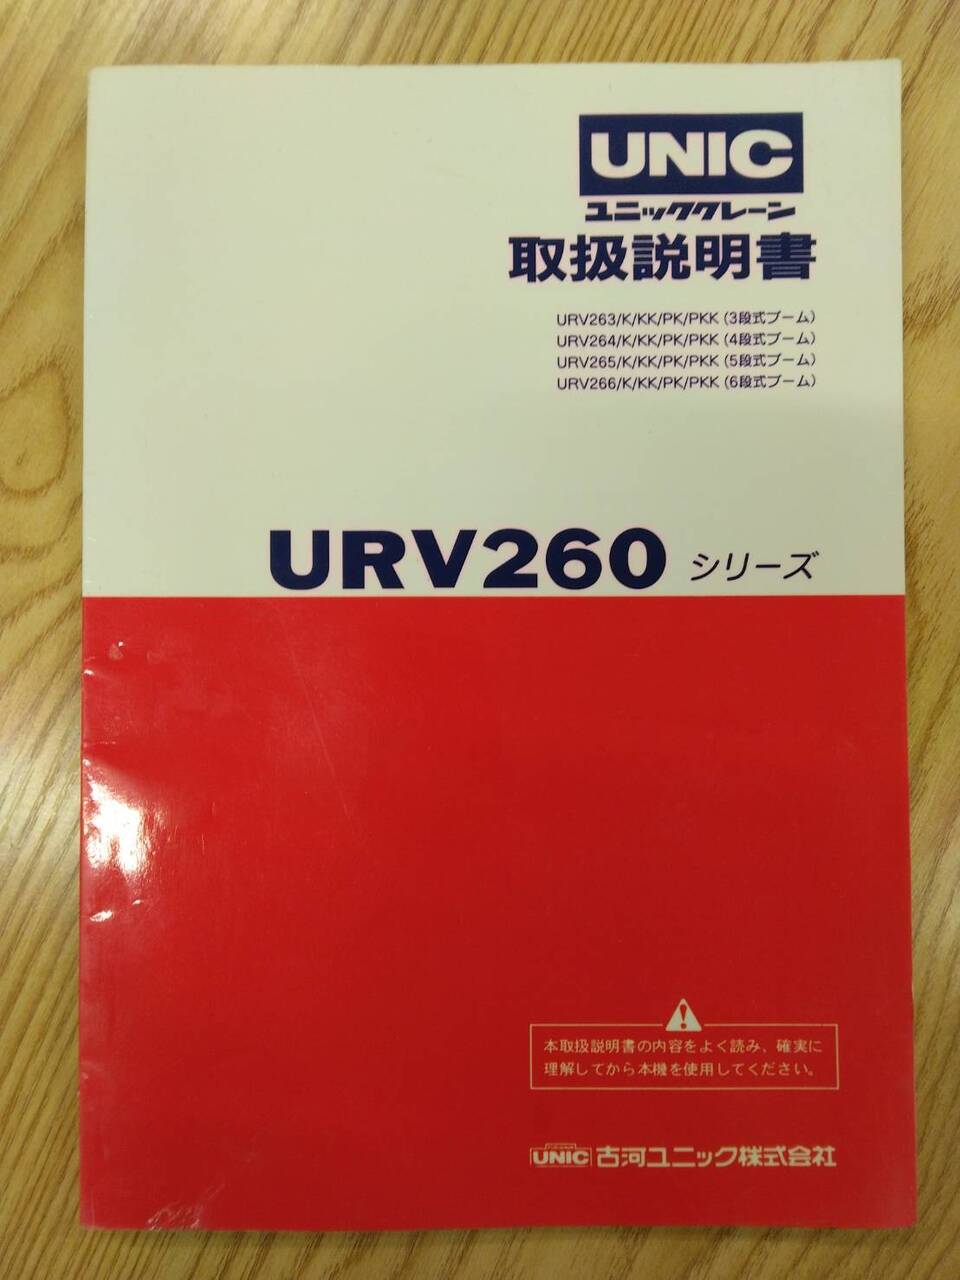 UNIC
ユニッククレーン
取扱説明書
URV263/K/KK/PK/PKK (3段式ブーム)
URV264/K/KK/PK/PKK (4段式ブーム)
URV265/K/KK/PK/PKK (5段式ブーム)
URV266/K/KK/PK/PKK (6段式ブーム)
URV260 シリーズ
本取扱説明書の内容をよく読み、確実に
理解してから本機を使用してください。
UNIC 古河ユニック株式会社